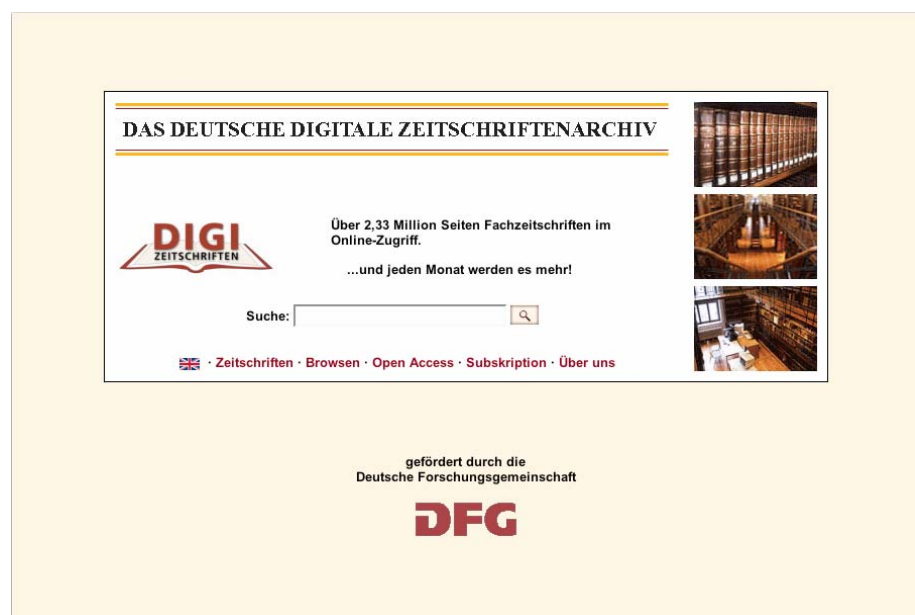 DAS DEUTSCHE DIGITALE ZEITSCHRIFTENARCHIV
DIGI
ZEITSCHRIFTEN
Über 2,33 Million Seiten Fachzeitschriften im
Online-Zugriff.
...und jeden Monat werden es mehr!
Suche:
· Zeitschriften · Browsen · Open Access · Subskription · Über uns
gefördert durch die
Deutsche Forschungsgemeinschaft
DFG